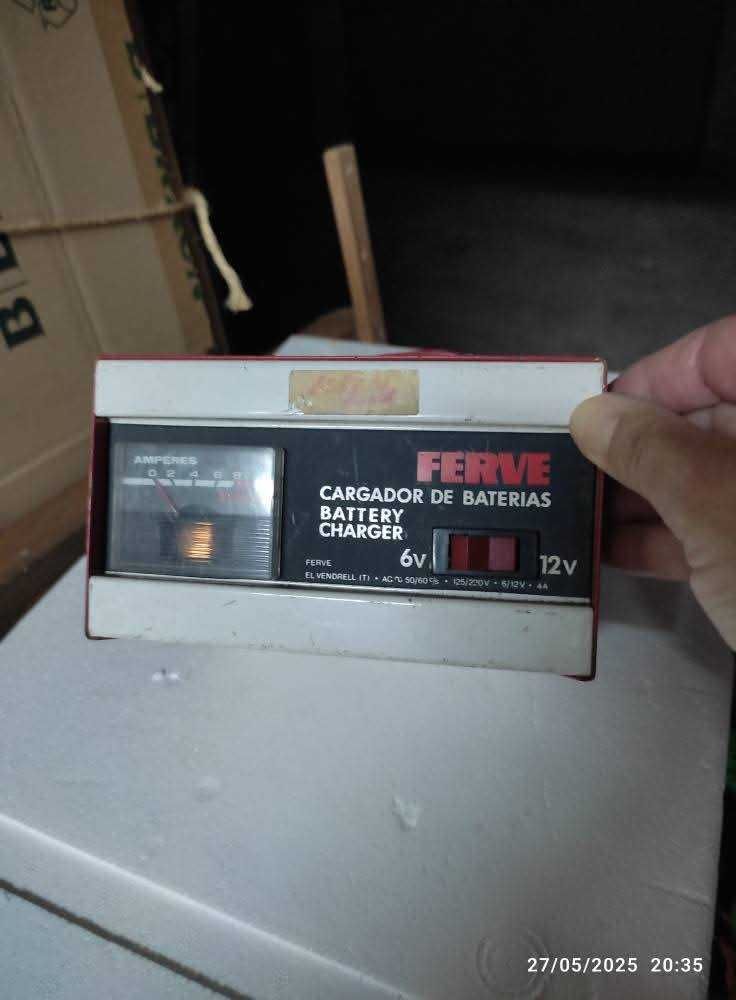 AMPERES
0 2 4 6 8
FERVE
CARGADOR DE BATERIAS
BATTERY
CHARGER
6V 12V
FERVE
EL VENDRELL (T) • AC ∿ 50/60 c/s • 125/220V • 6/12V • 4A
27/05/2025 20:35